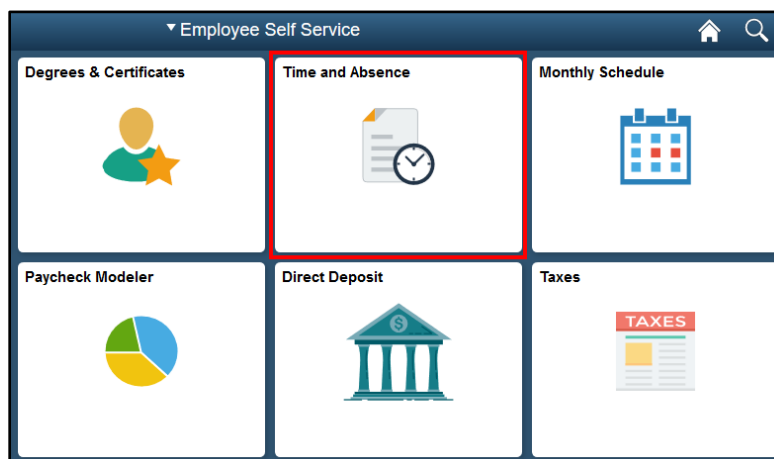 Employee Self Service
Degrees & Certificates
Time and Absence
Monthly Schedule
Paycheck Modeler
Direct Deposit
Taxes
$
TAXES